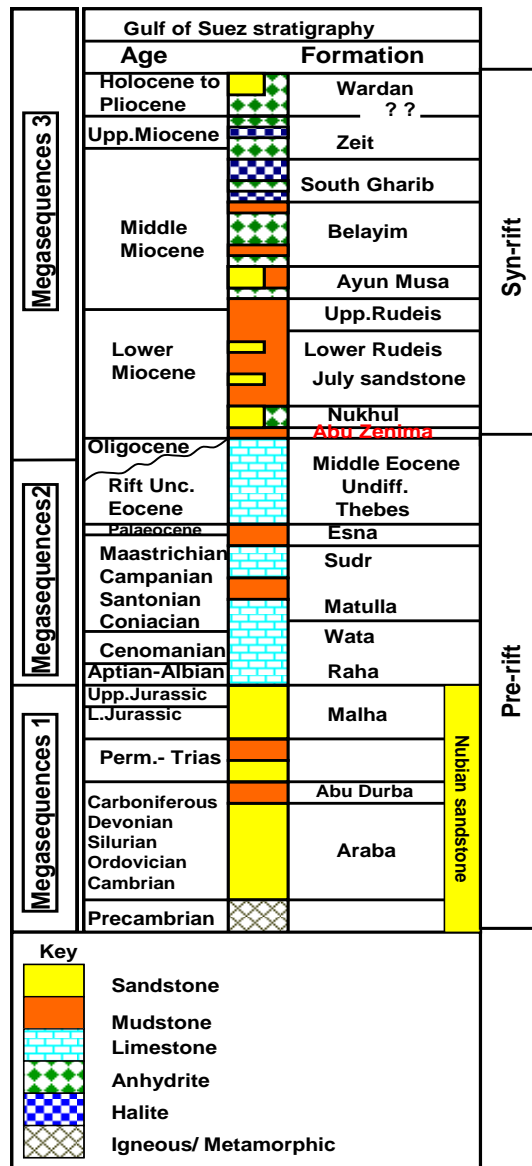 Gulf of Suez stratigraphy
Age Formation
Holocene to
Pliocene
Wardan
? ?
Upp.Miocene
Zeit
South Gharib
Middle
Miocene
Belayim
Ayun Musa
Upp.Rudeis
Lower
Miocene
Lower Rudeis
July sandstone
Nukhul
Abu Zenima
Oligocene
Rift Unc.
Eocene
Middle Eocene
Undiff.
Thebes
Palaeocene
Esna
Maastrichian
Campanian
Santonian
Coniacian
Sudr
Matulla
Cenomanian
Wata
Aptian-Albian
Raha
Upp.Jurassic
L.Jurassic
Malha
Perm.- Trias
Abu Durba
Carboniferous
Devonian
Silurian
Ordovician
Cambrian
Araba
Precambrian
Megasequences 3
Megasequences2
Megasequences 1
Syn-rift
Pre-rift
Nubian sandstone
Key
Sandstone
Mudstone
Limestone
Anhydrite
Halite
Igneous/ Metamorphic